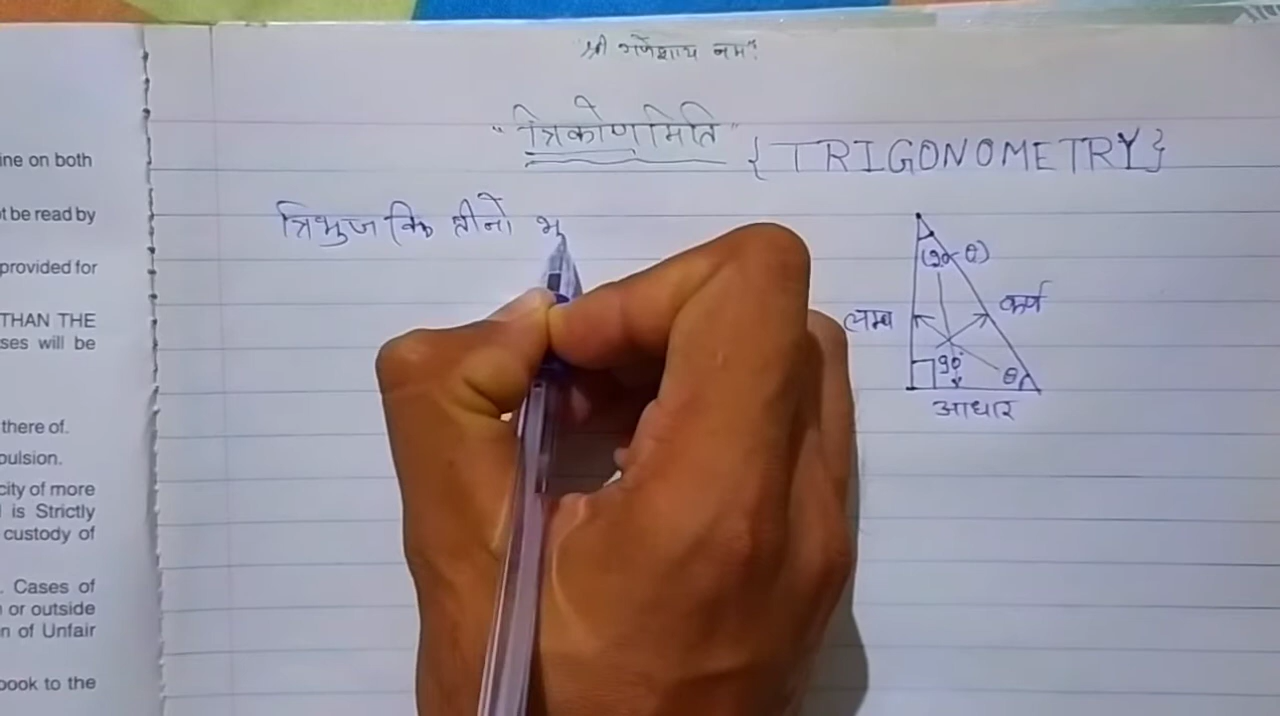 ine on both
t be read by
provided for
THAN THE
ses will be
there of.
pulsion.
city of more
is Strictly
custody of
. Cases of
or outside
n of Unfair
book to the
"श्री गणेशाय नमः"
"त्रिकोणमिति" {TRIGONOMETRY}
त्रिभुज कि तीनो भु
(90-θ)
लम्ब
कर्ण
90°
θ
आधार